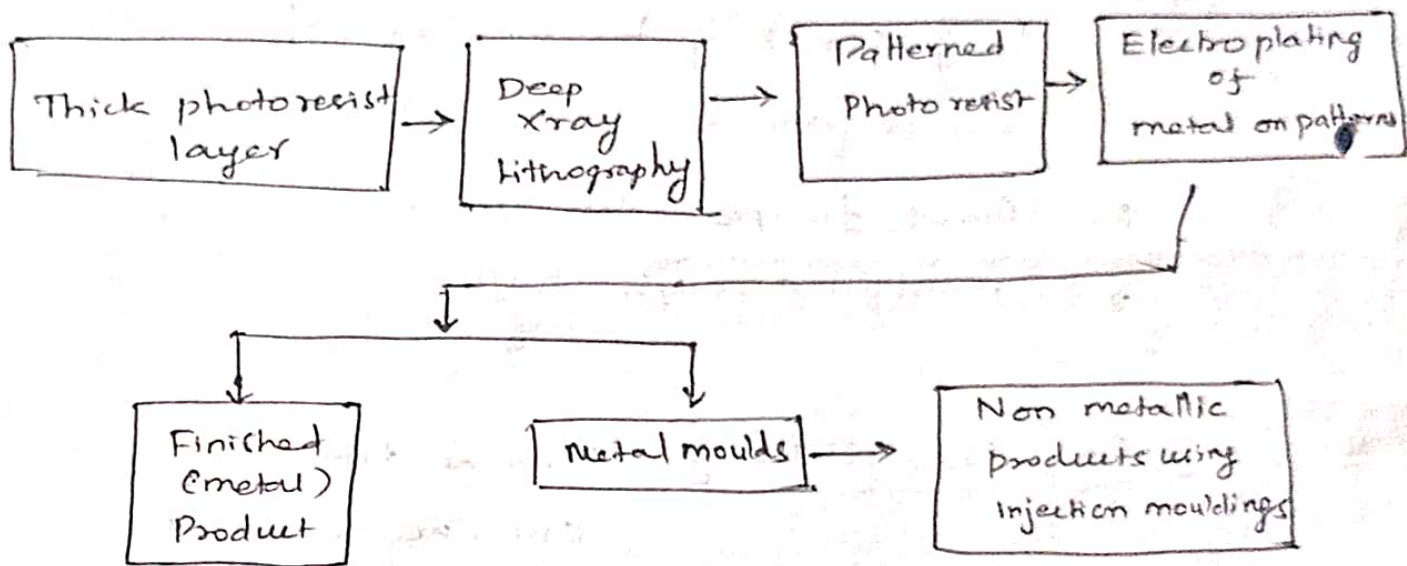 Thick photoresist
layer
Deep
Xray
Lithography
Patterned
Photo resist
Electroplating
of
metal on patterns
Finished
(metal)
Product
Metal moulds
Non metallic
products using
injection mouldings